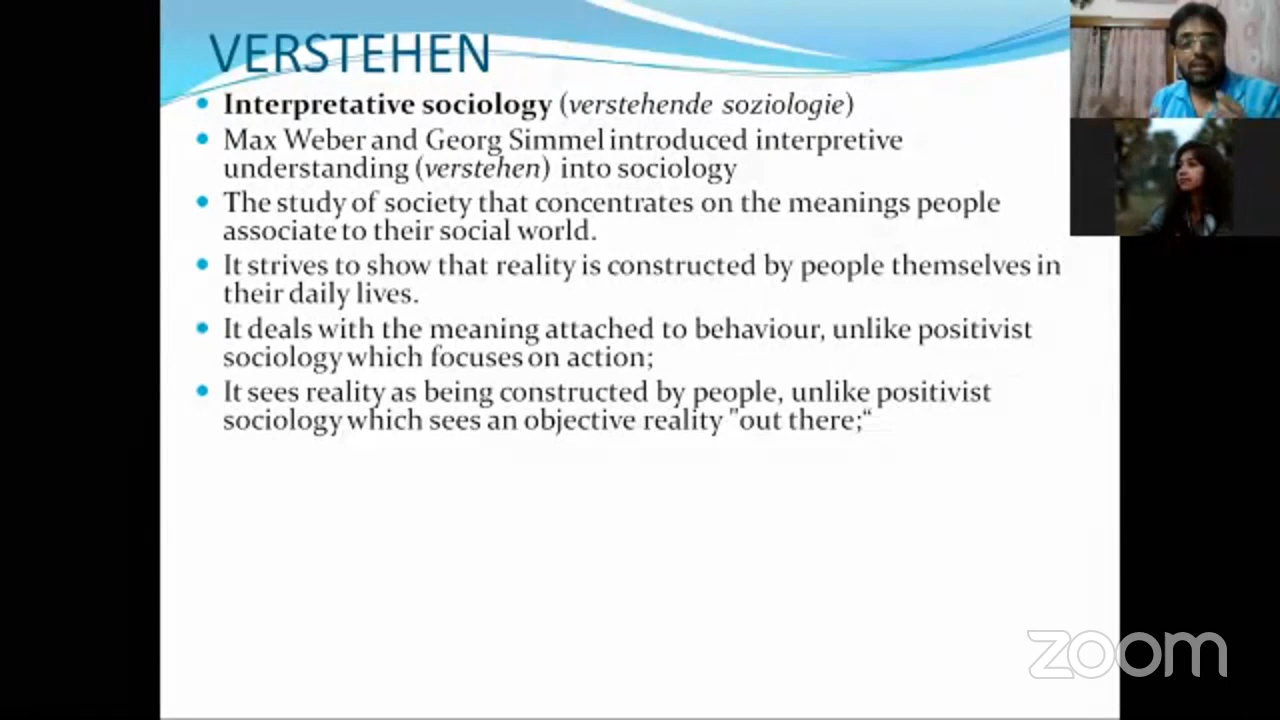 VERSTEHEN
Interpretative sociology (verstehende soziologie)
Max Weber and Georg Simmel introduced interpretive
understanding (verstehen) into sociology
The study of society that concentrates on the meanings people
associate to their social world.
It strives to show that reality is constructed by people themselves in
their daily lives.
It deals with the meaning attached to behaviour, unlike positivist
sociology which focuses on action;
It sees reality as being constructed by people, unlike positivist
sociology which sees an objective reality "out there;“
zoom